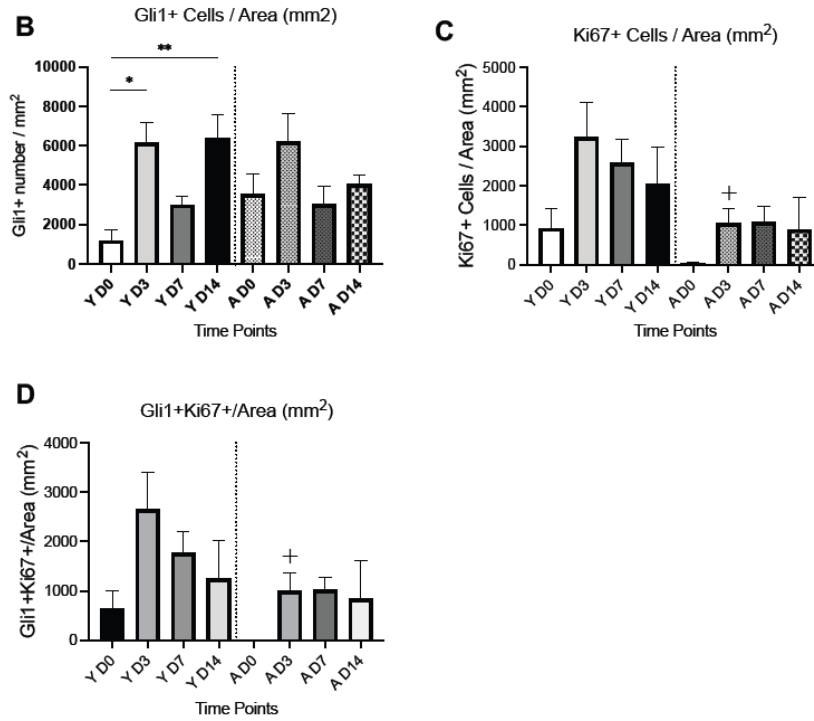 B
Gli1+ Cells / Area (mm2)
Gli1+ number / mm²
10000
8000
6000
4000
2000
0
*
**
Y D0
Y D3
Y D7
Y D14
A D0
A D3
A D7
A D14
Time Points
C
Ki67+ Cells / Area (mm²)
Ki67+ Cells / Area (mm²)
5000
4000
3000
2000
1000
0
+
Y D0
Y D3
Y D7
Y D14
A D0
A D3
A D7
A D14
Time Points
D
Gli1+Ki67+/Area (mm²)
Gli1+Ki67+/Area (mm²)
4000
3000
2000
1000
0
+
Y D0
Y D3
Y D7
Y D14
A D0
A D3
A D7
A D14
Time Points